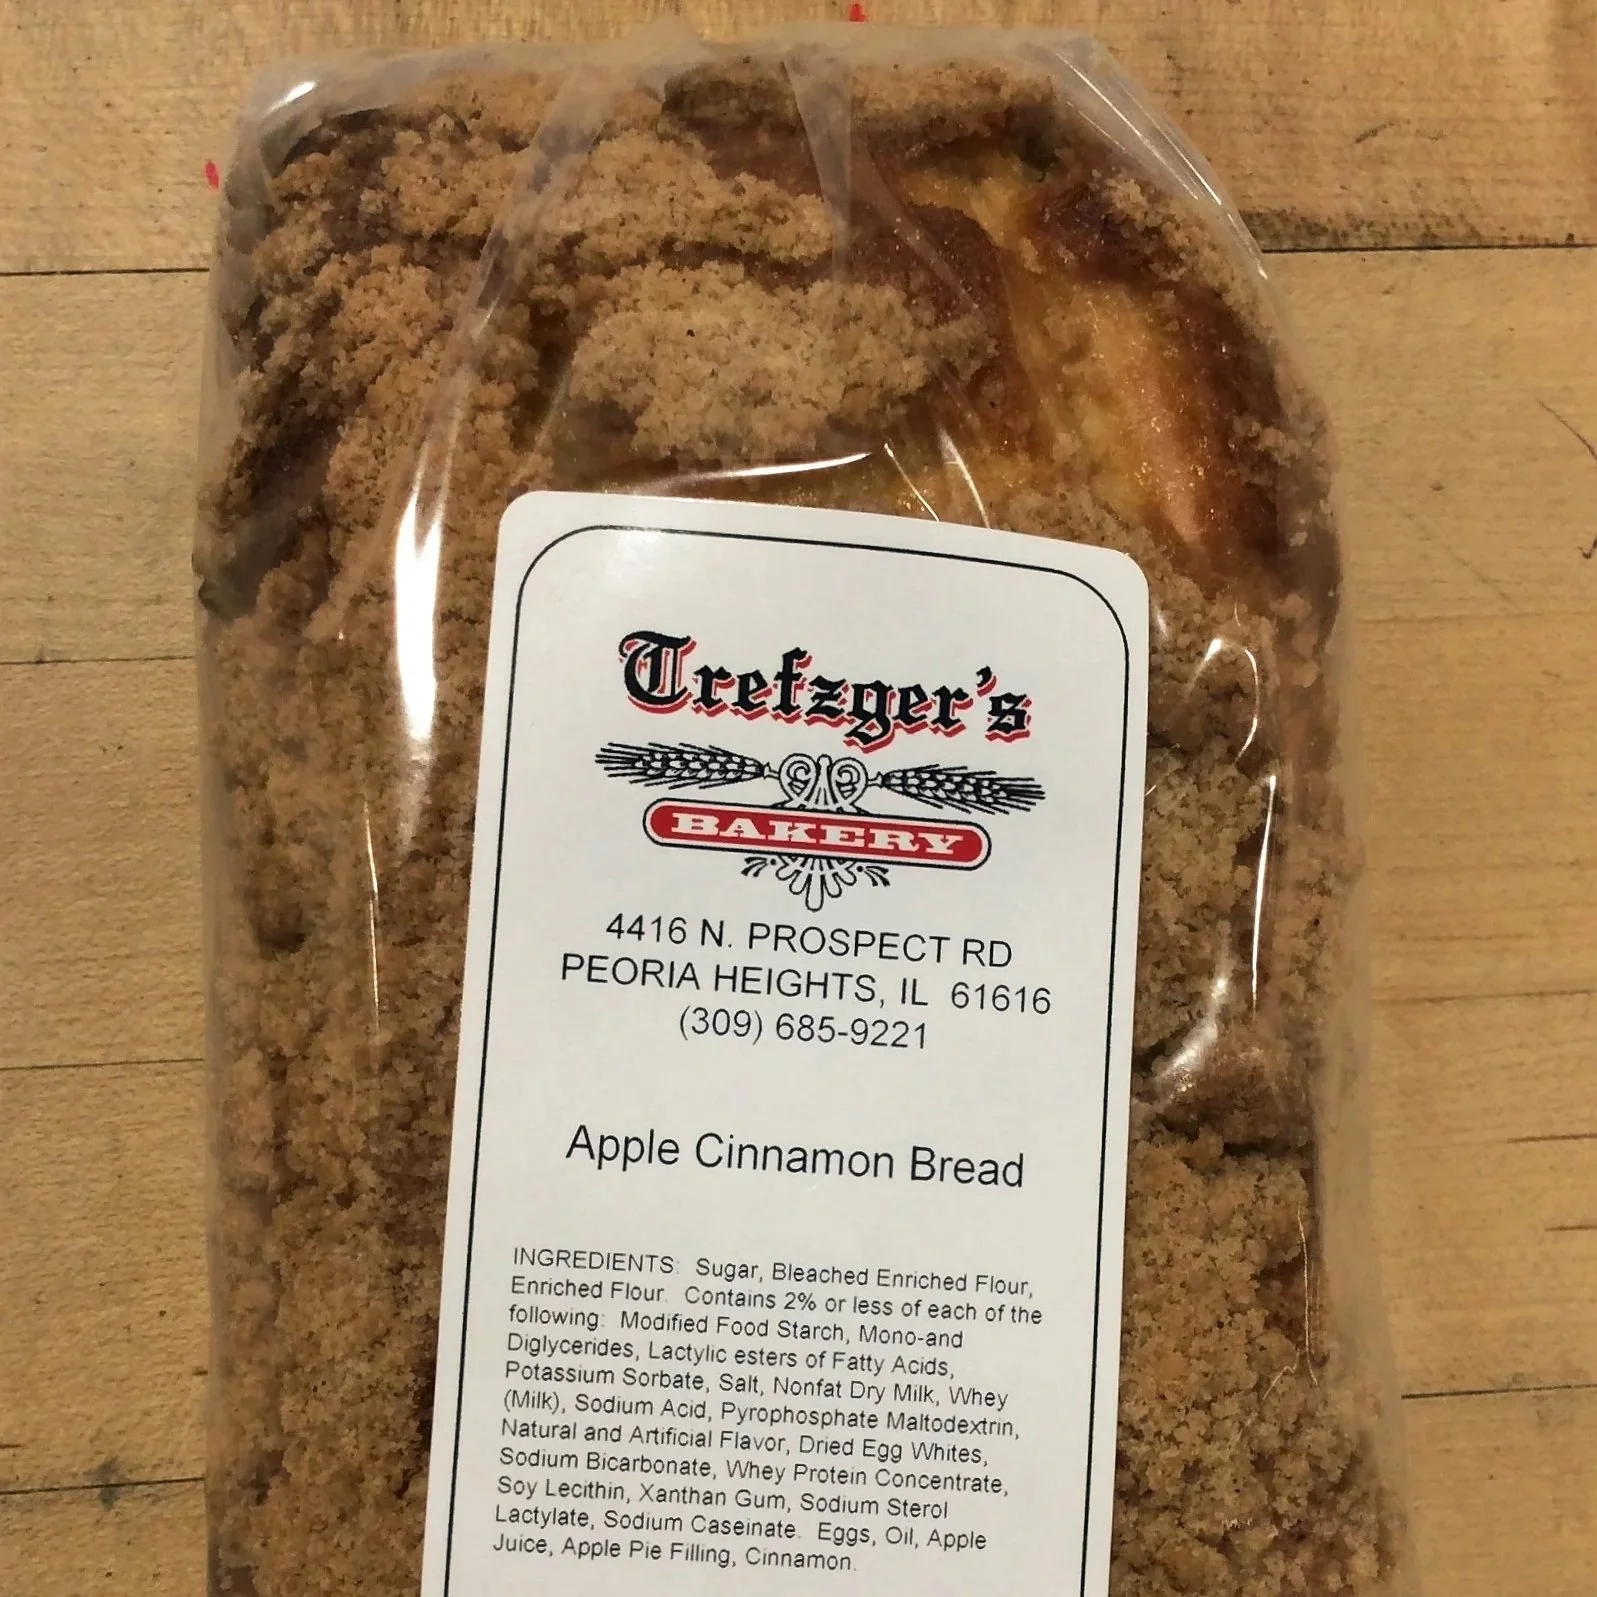 Trefzger's
BAKERY
4416 N. PROSPECT RD
PEORIA HEIGHTS, IL 61616
(309) 685-9221
Apple Cinnamon Bread
INGREDIENTS: Sugar, Bleached Enriched Flour,
Enriched Flour. Contains 2% or less of each of the
following: Modified Food Starch, Mono-and
Diglycerides, Lactylic esters of Fatty Acids,
Potassium Sorbate, Salt, Nonfat Dry Milk, Whey
(Milk), Sodium Acid, Pyrophosphate Maltodextrin,
Natural and Artificial Flavor, Dried Egg Whites,
Sodium Bicarbonate, Whey Protein Concentrate,
Soy Lecithin, Xanthan Gum, Sodium Sterol
Lactylate, Sodium Caseinate. Eggs, Oil, Apple
Juice, Apple Pie Filling, Cinnamon.